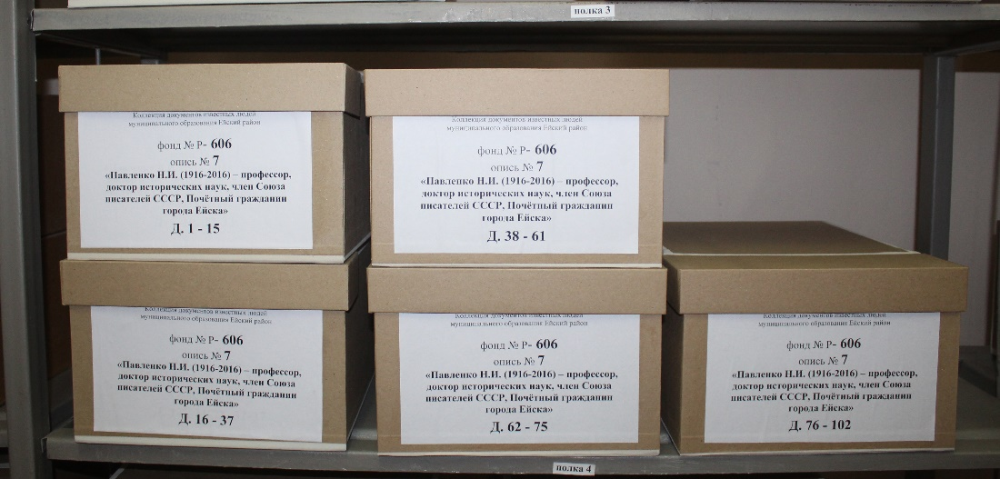 полка 3
Коллекция документов известных людей
муниципального образования Ейский район
фонд № Р- 606
опись № 7
«Павленко Н.И. (1916-2016) – профессор,
доктор исторических наук, член Союза
писателей СССР, Почётный гражданин
города Ейска»
Д. 1 - 15
Коллекция документов известных людей
муниципального образования Ейский район
фонд № Р- 606
опись № 7
«Павленко Н.И. (1916-2016) – профессор,
доктор исторических наук, член Союза
писателей СССР, Почётный гражданин
города Ейска»
Д. 38 - 61
Коллекция документов известных людей
муниципального образования Ейский район
фонд № Р- 606
опись № 7
«Павленко Н.И. (1916-2016) – профессор,
доктор исторических наук, член Союза
писателей СССР, Почётный гражданин
города Ейска»
Д. 16 - 37
Коллекция документов известных людей
муниципального образования Ейский район
фонд № Р- 606
опись № 7
«Павленко Н.И. (1916-2016) – профессор,
доктор исторических наук, член Союза
писателей СССР, Почётный гражданин
города Ейска»
Д. 62 - 75
Коллекция документов известных людей
муниципального образования Ейский район
фонд № Р- 606
опись № 7
«Павленко Н.И. (1916-2016) – профессор,
доктор исторических наук, член Союза
писателей СССР, Почётный гражданин
города Ейска»
Д. 76 - 102
полка 4